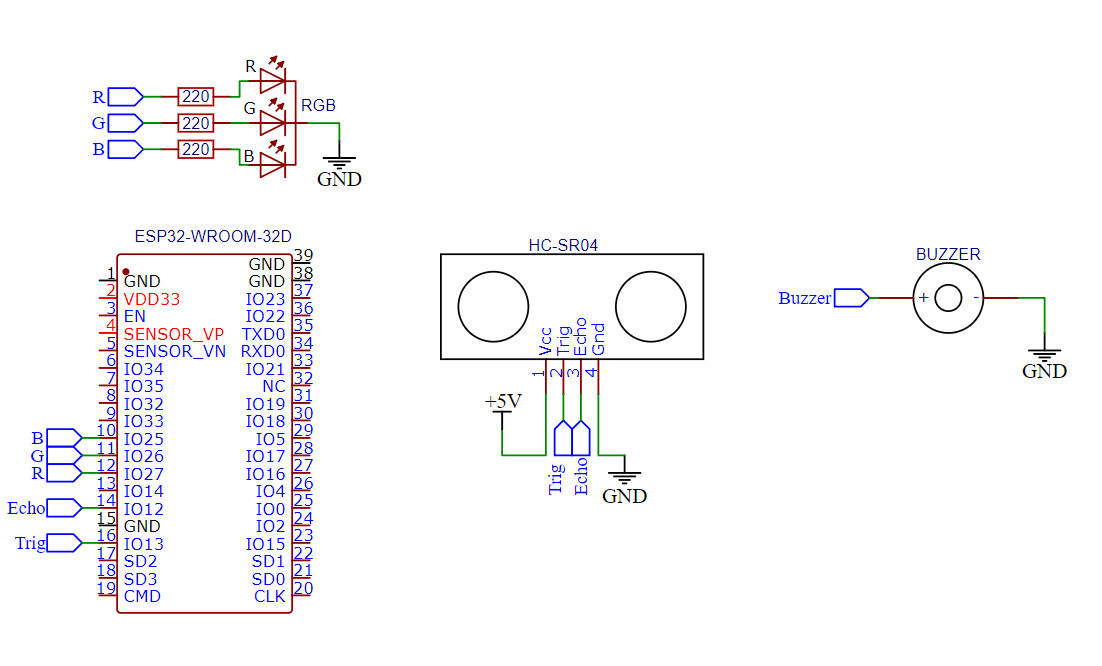 R 220 R
G 220 G RGB
B 220 B
GND
ESP32-WROOM-32D
1 GND
2 VDD33
3 EN
4 SENSOR_VP
5 SENSOR_VN
6 IO34
7 IO35
8 IO32
9 IO33
B 10 IO25
G 11 IO26
R 12 IO27
13 IO14
Echo 14 IO12
15 GND
Trig 16 IO13
17 SD2
18 SD3
19 CMD
GND 39
GND 38
IO23 37
IO22 36
TXD0 35
RXD0 34
IO21 33
NC 32
IO19 31
IO18 30
IO5 29
IO17 28
IO16 27
IO4 26
IO0 25
IO2 24
IO15 23
SD1 22
SD0 21
CLK 20
HC-SR04
Vcc Trig Echo Gnd
1 2 3 4
+5V
Trig Echo
GND
BUZZER
Buzzer + -
GND